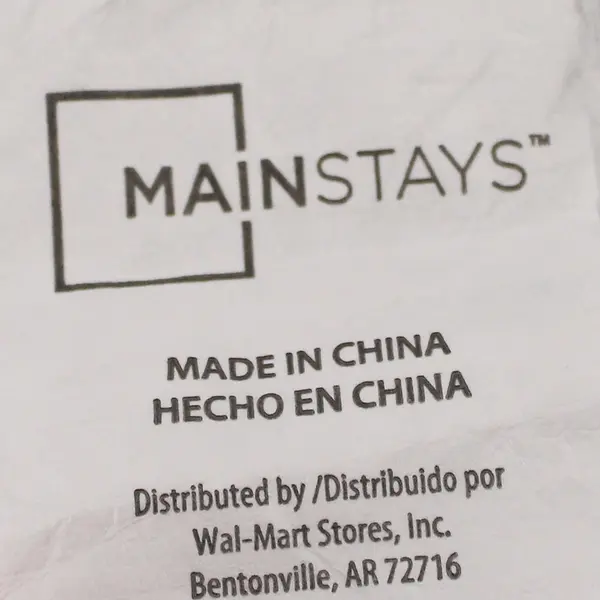 MAINSTAYS™
MADE IN CHINA
HECHO EN CHINA
Distributed by /Distribuido por
Wal-Mart Stores, Inc.
Bentonville, AR 72716